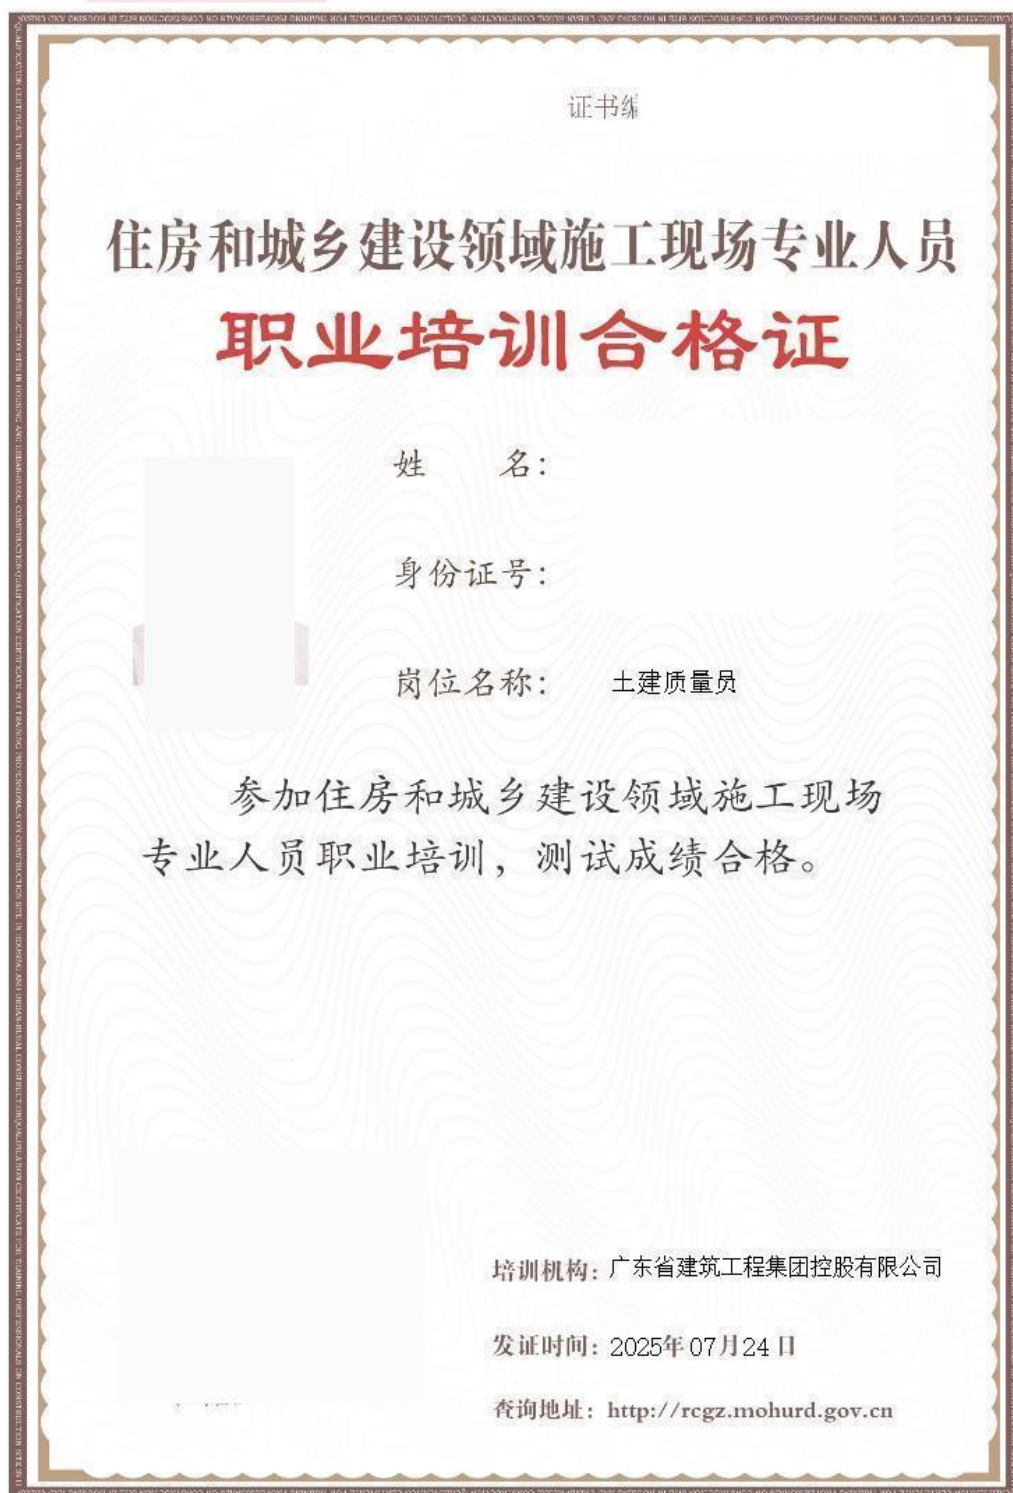 证书编
住房和城乡建设领域施工现场专业人员
职业培训合格证
姓 名：
身份证号：
岗位名称： 土建质量员
参加住房和城乡建设领域施工现场
专业人员职业培训，测试成绩合格。
培训机构：广东省建筑工程集团控股有限公司
发证时间：2025年07月24日
查询地址：http://rcgz.mohurd.gov.cn